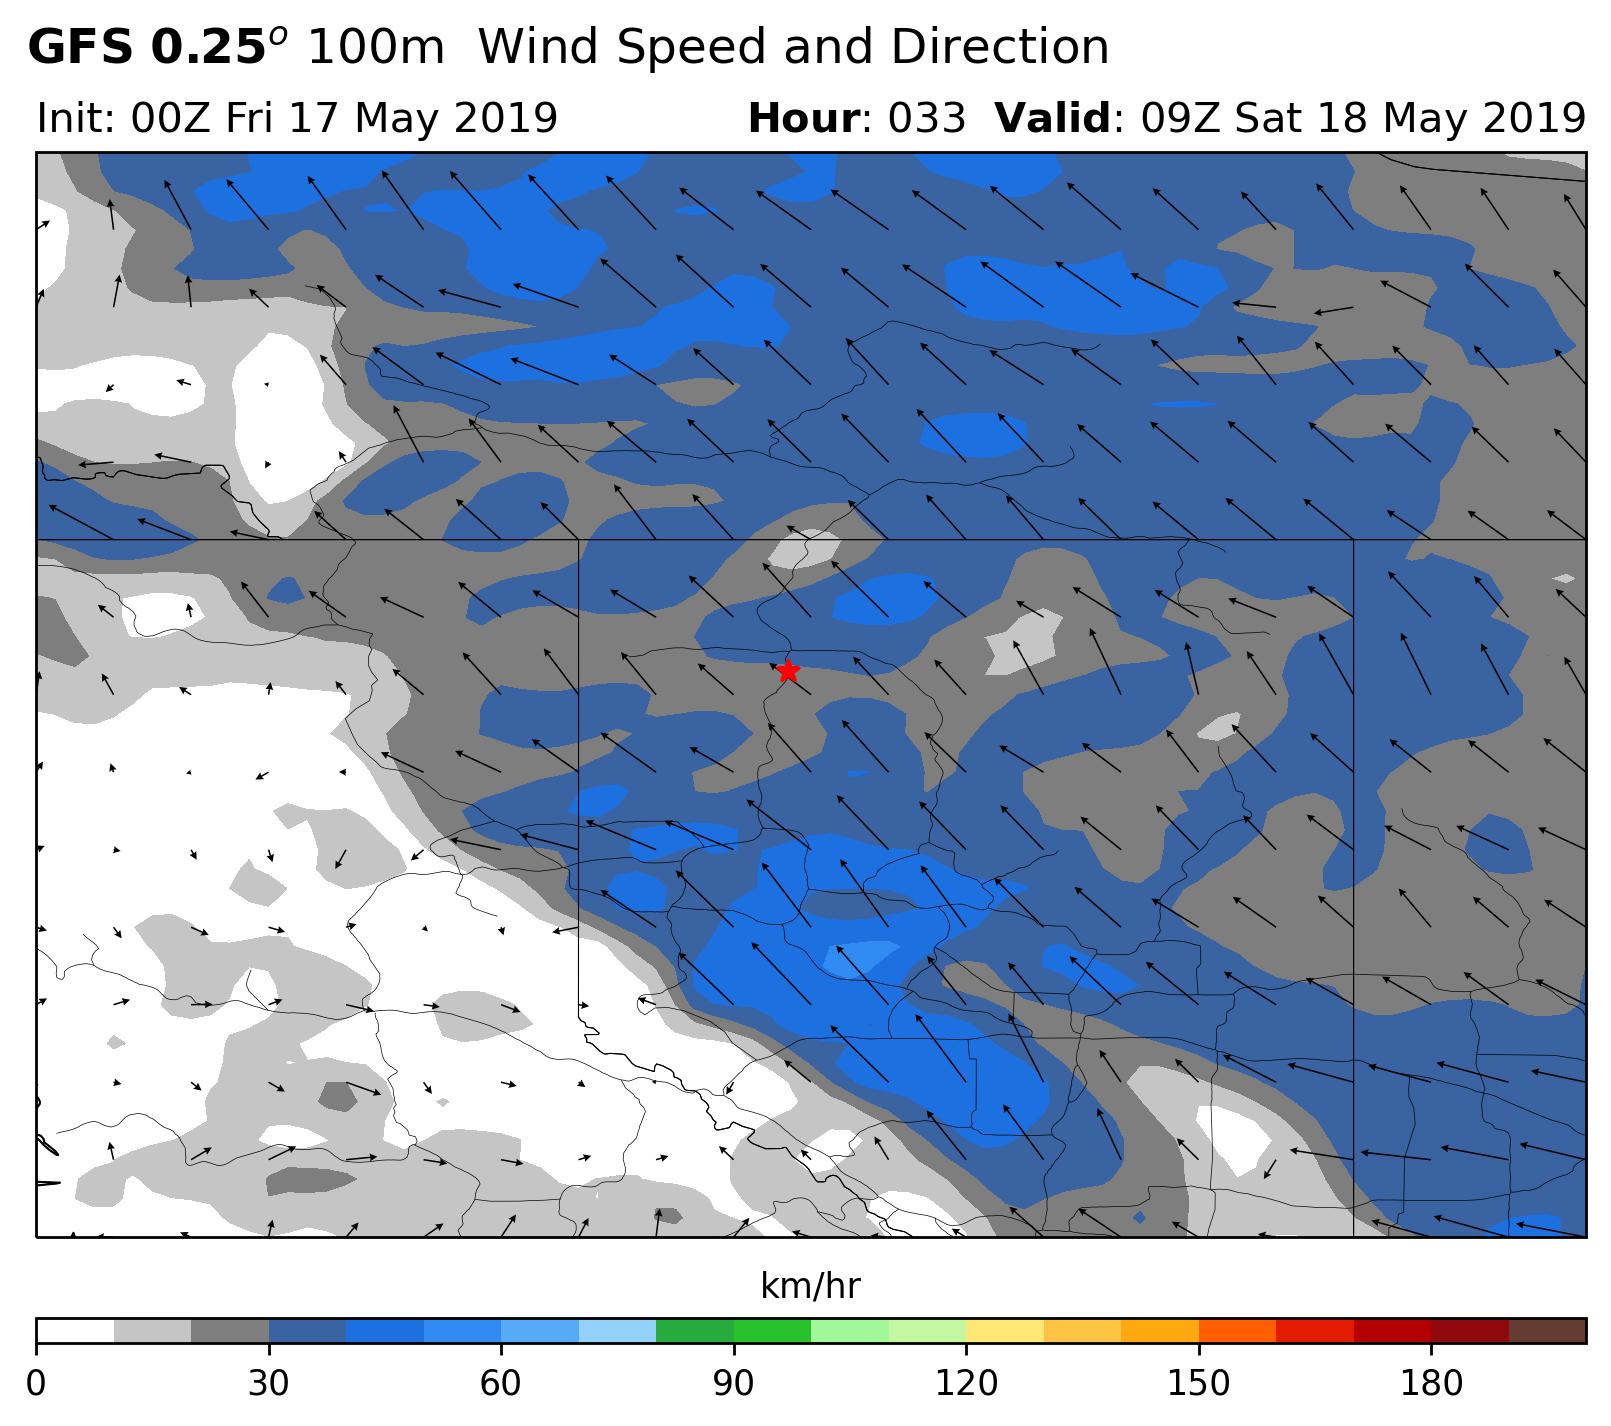 GFS 0.25° 100m Wind Speed and Direction
Init: 00Z Fri 17 May 2019 Hour: 033 Valid: 09Z Sat 18 May 2019
km/hr
0 30 60 90 120 150 180